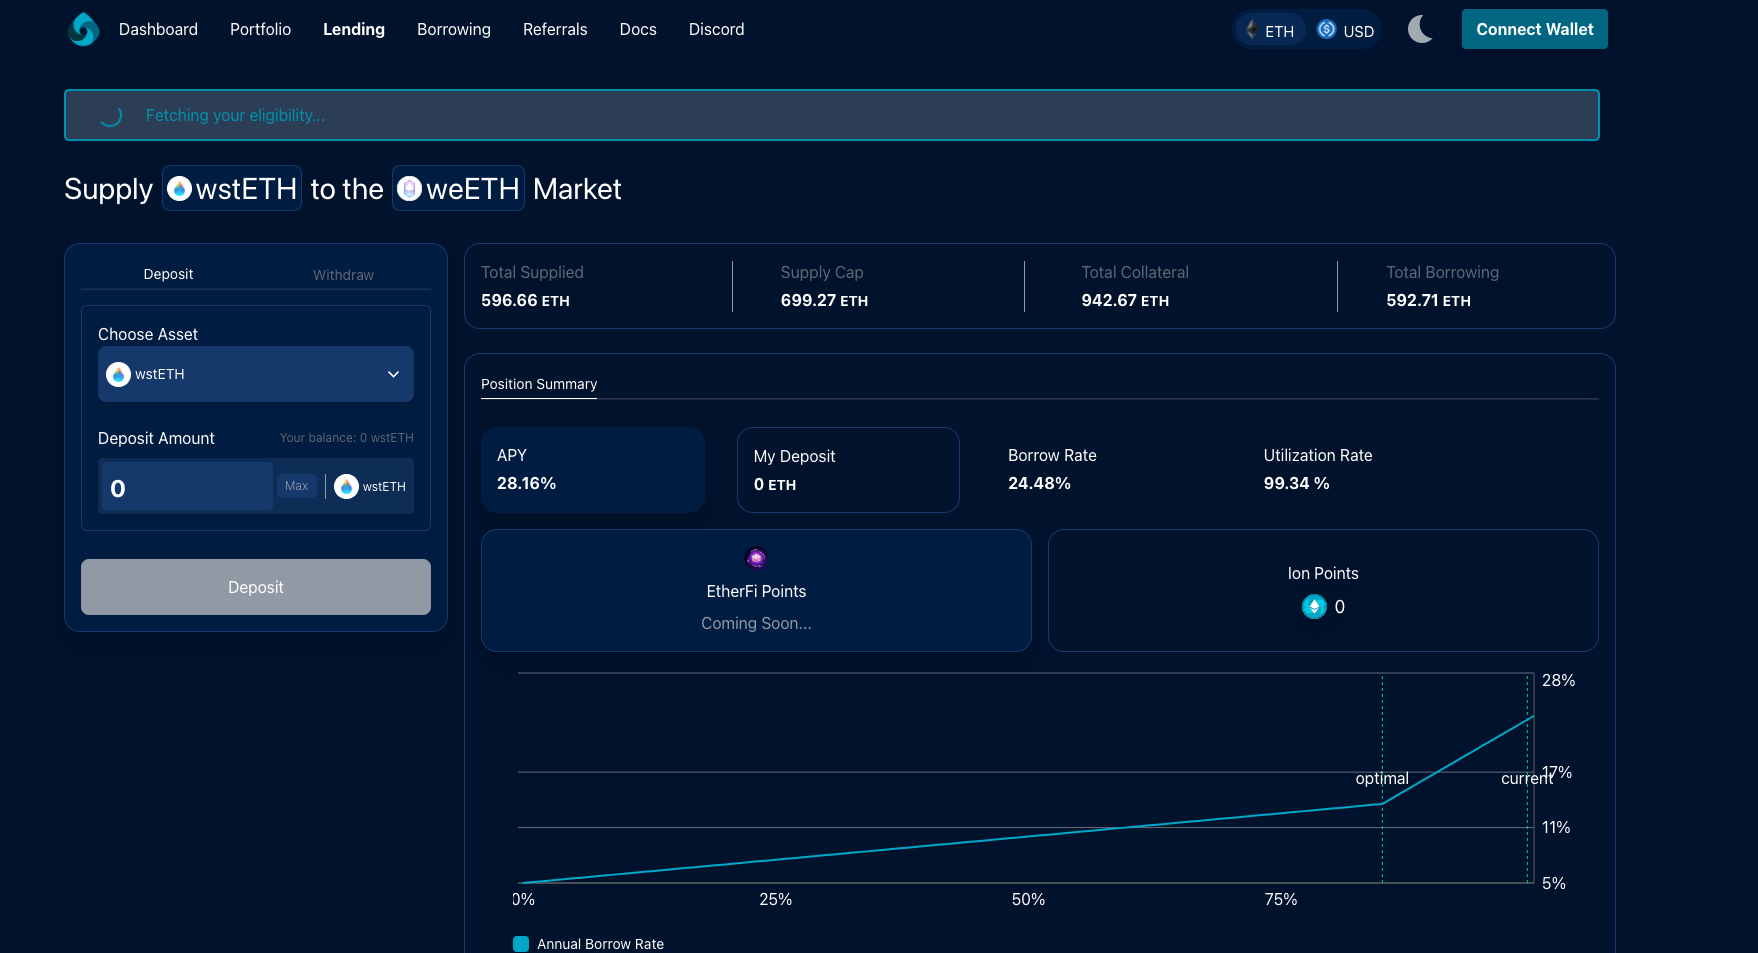 Dashboard Portfolio Lending Borrowing Referrals Docs Discord ETH USD Connect Wallet
Fetching your eligibility...
Supply wstETH to the weETH Market
Deposit Withdraw
Choose Asset
wstETH
Deposit Amount Your balance: 0 wstETH
0 Max wstETH
Deposit
Total Supplied Supply Cap Total Collateral Total Borrowing
596.66 ETH 699.27 ETH 942.67 ETH 592.71 ETH
Position Summary
APY My Deposit Borrow Rate Utilization Rate
28.16% 0 ETH 24.48% 99.34 %
EtherFi Points
Coming Soon...
Ion Points
0
28%
optimal current 17%
11%
5%
0% 25% 50% 75%
Annual Borrow Rate